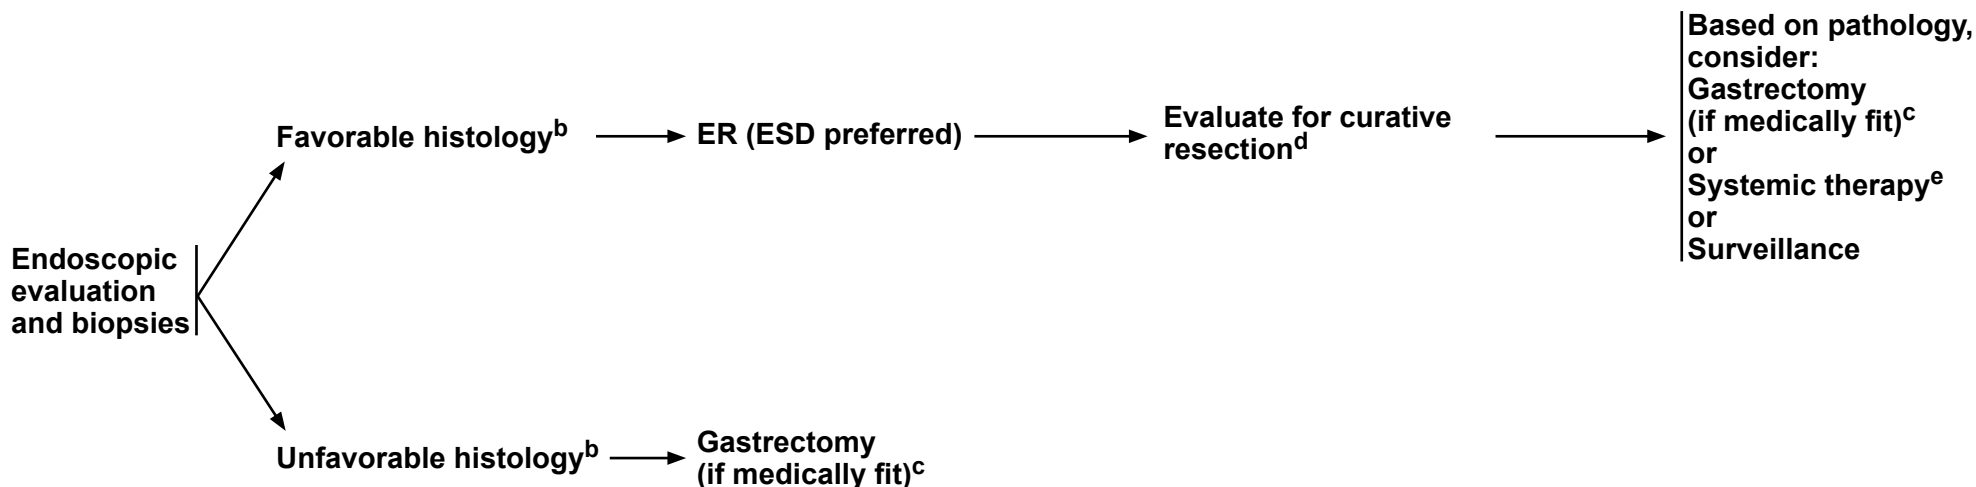 Endoscopic
evaluation
and biopsies
Favorable histologyᵇ
ER (ESD preferred)
Evaluate for curative
resectionᵈ
Based on pathology,
consider:
Gastrectomy
(if medically fit)ᶜ
or
Systemic therapyᵉ
or
Surveillance
Unfavorable histologyᵇ
Gastrectomy
(if medically fit)ᶜ